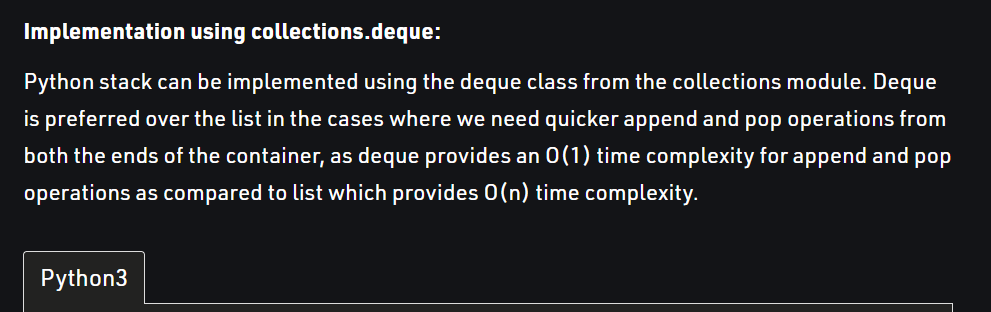 Implementation using collections.deque:
Python stack can be implemented using the deque class from the collections module. Deque
is preferred over the list in the cases where we need quicker append and pop operations from
both the ends of the container, as deque provides an O(1) time complexity for append and pop
operations as compared to list which provides O(n) time complexity.
Python3